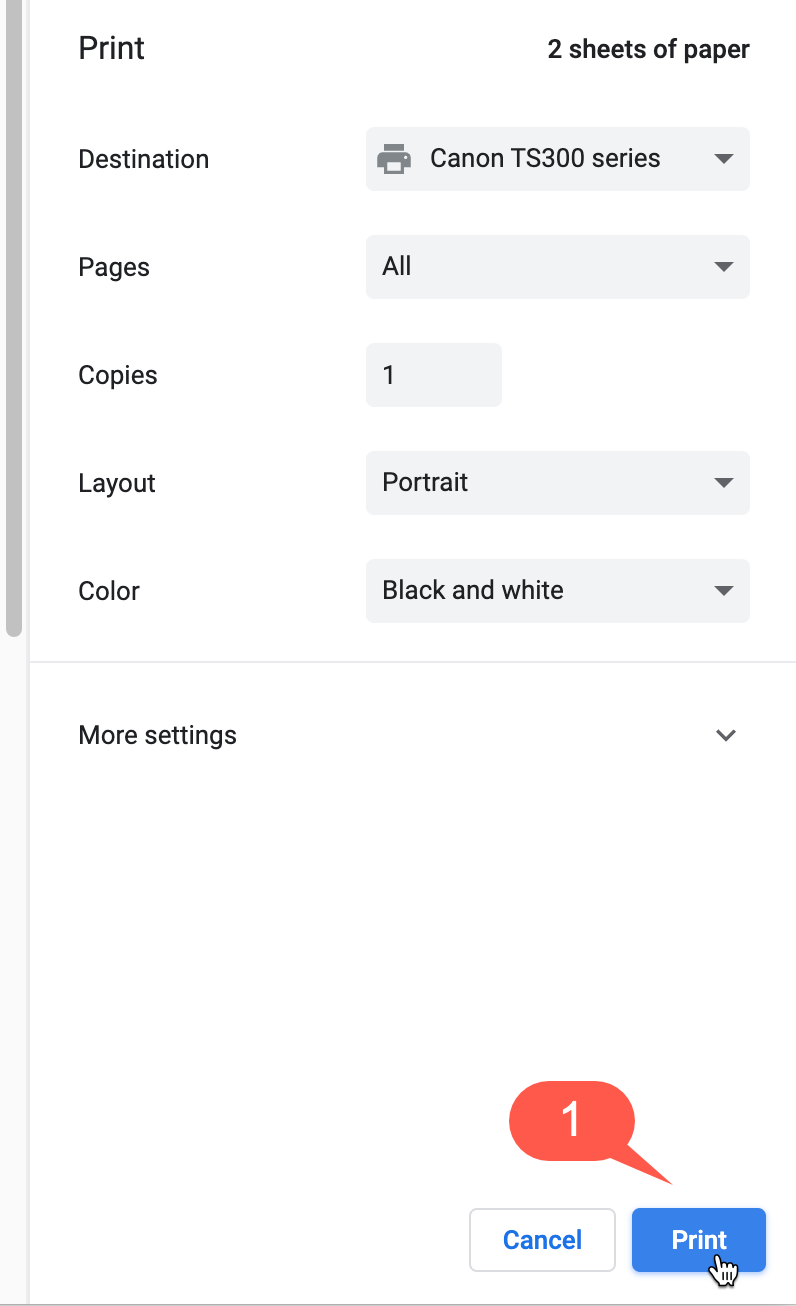 Print 2 sheets of paper
Destination Canon TS300 series
Pages All
Copies 1
Layout Portrait
Color Black and white
More settings
1
Cancel Print